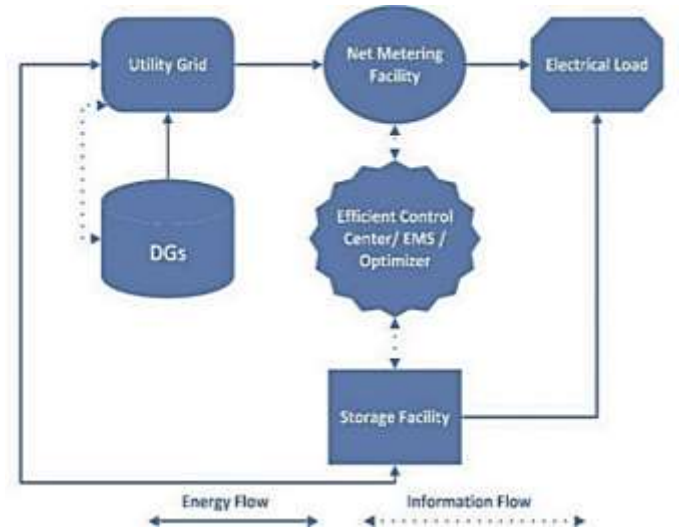 Utility Grid
Net Metering
Facility
Electrical Load
DGs
Efficient Control
Center/ EMS /
Optimizer
Storage Facility
Energy Flow
Information Flow